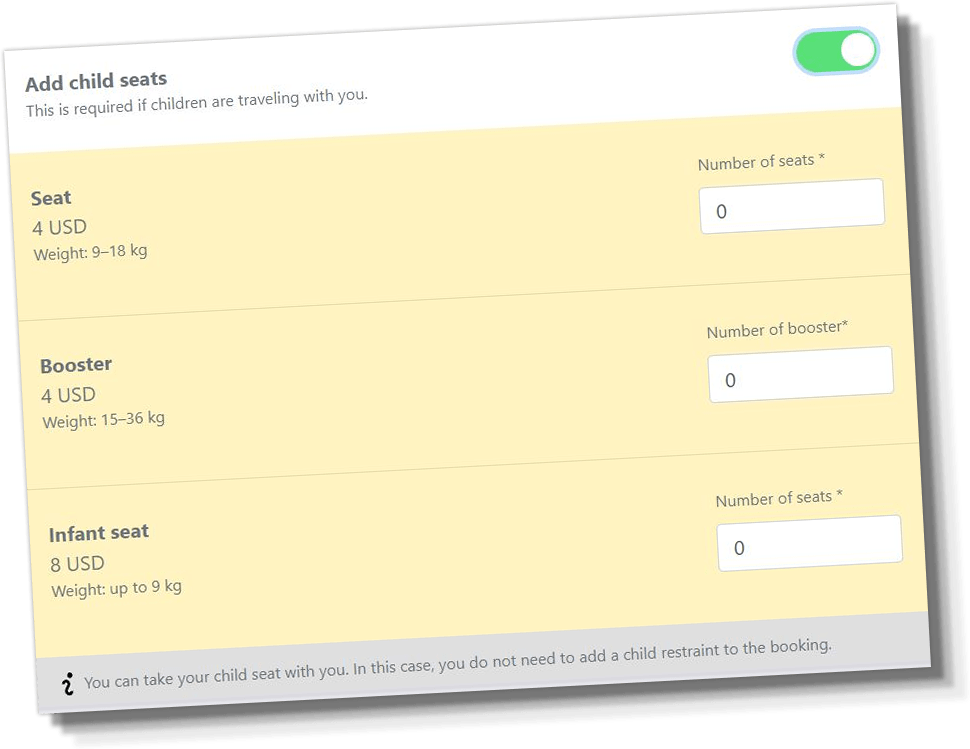 Add child seats
This is required if children are traveling with you.
Seat
4 USD
Weight: 9–18 kg
Number of seats *
0
Booster
4 USD
Weight: 15–36 kg
Number of booster*
0
Infant seat
8 USD
Weight: up to 9 kg
Number of seats *
0
You can take your child seat with you. In this case, you do not need to add a child restraint to the booking.